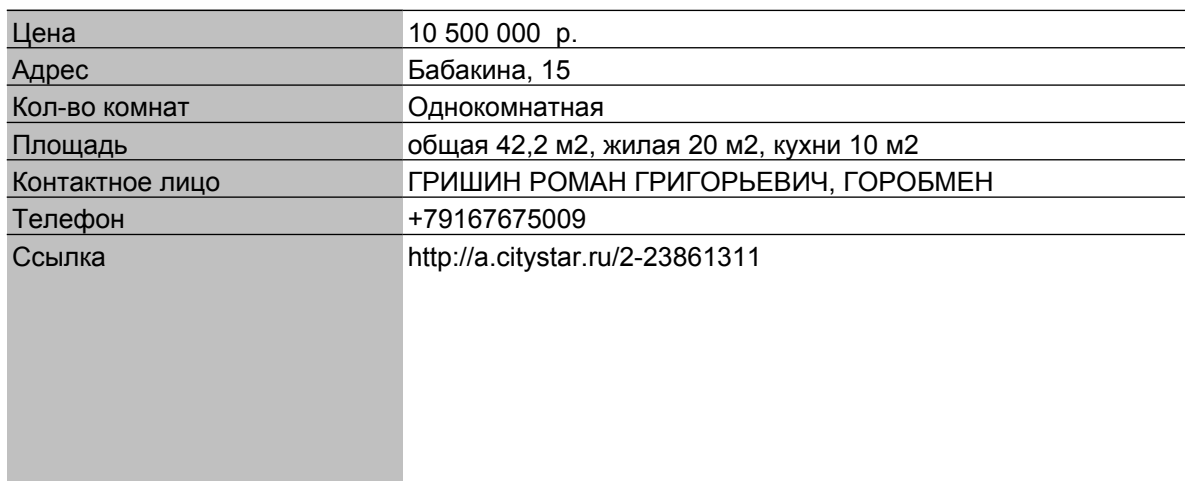 Цена 10 500 000 р.
Адрес Бабакина, 15
Кол-во комнат Однокомнатная
Площадь общая 42,2 м2, жилая 20 м2, кухни 10 м2
Контактное лицо ГРИШИН РОМАН ГРИГОРЬЕВИЧ, ГОРОБМЕН
Телефон +79167675009
Ссылка http://a.citystar.ru/2-23861311